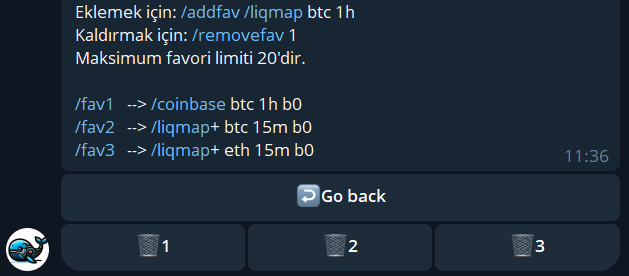 Eklemek için: /addfav /liqmap btc 1h
Kaldırmak için: /removefav 1
Maksimum favori limiti 20'dir.
/fav1 --> /coinbase btc 1h b0
/fav2 --> /liqmap+ btc 15m b0
/fav3 --> /liqmap+ eth 15m b0
11:36
Go back
1 2 3